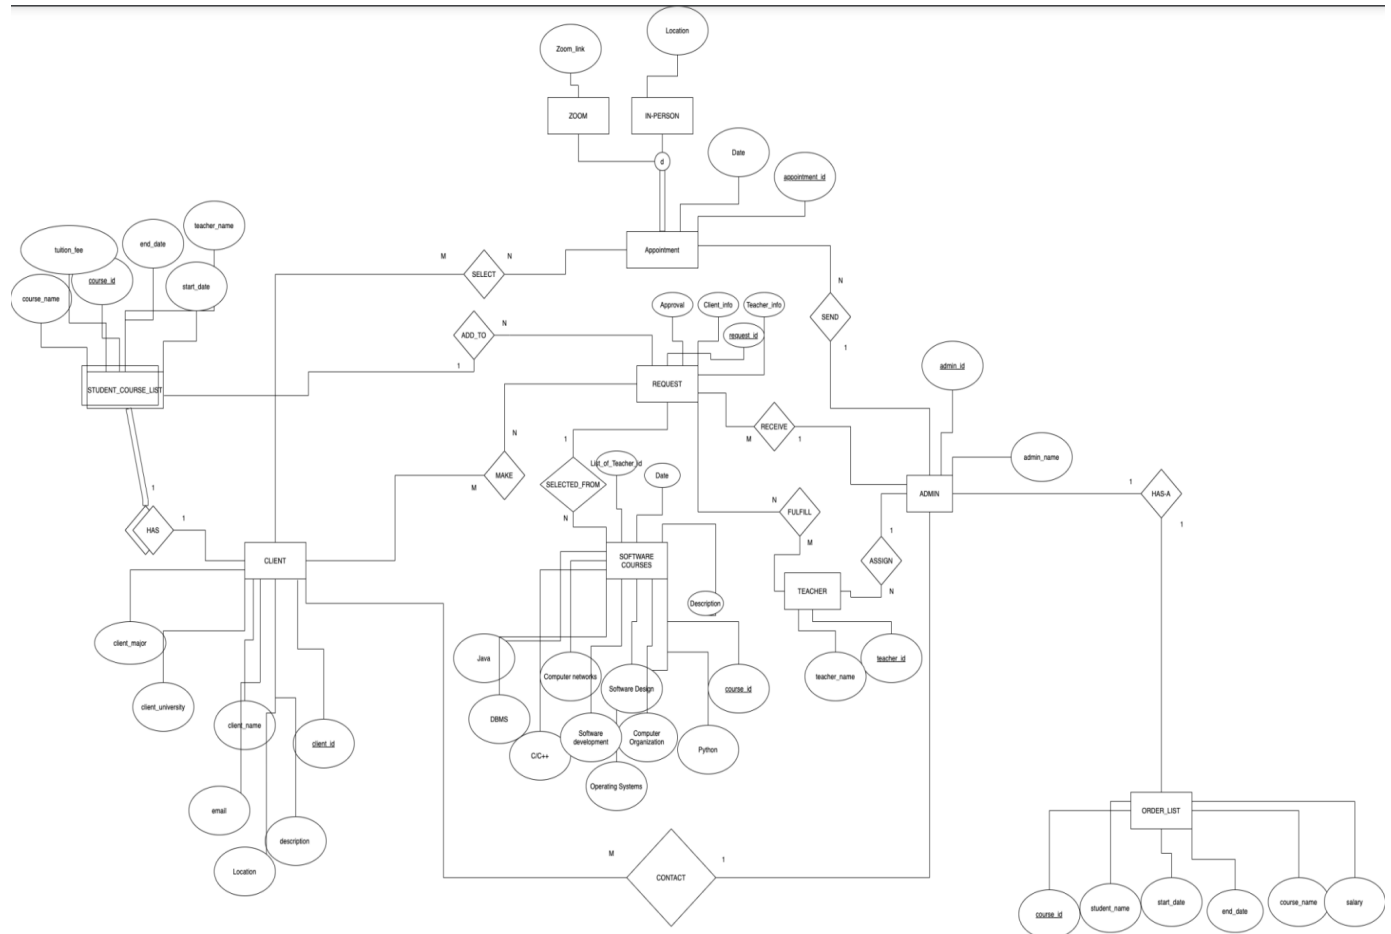 Location
Zoom_link
ZOOM
IN-PERSON
d
Date
appointment_id
teacher_name
tuition_fee
end_date
course_id
start_date
course_name
Appointment
M
N
SELECT
N
SEND
1
Approval
Client_info
Teacher_info
request_id
ADD_TO
N
1
STUDENT_COURSE_LIST
REQUEST
admin_id
RECEIVE
M
1
N
MAKE
M
1
List_of_Teacher_id
Date
SELECTED_FROM
N
admin_name
ADMIN
1
HAS-A
1
N
FULFILL
M
1
HAS
1
CLIENT
SOFTWARE
COURSES
1
ASSIGN
N
TEACHER
Description
client_major
Java
Computer networks
Software Design
course_id
teacher_name
teacher_id
client_university
client_name
client_id
DBMS
C/C++
Software
development
Computer
Organization
Python
Operating Systems
email
description
Location
M
1
CONTACT
ORDER_LIST
course_id
student_name
start_date
end_date
course_name
salary